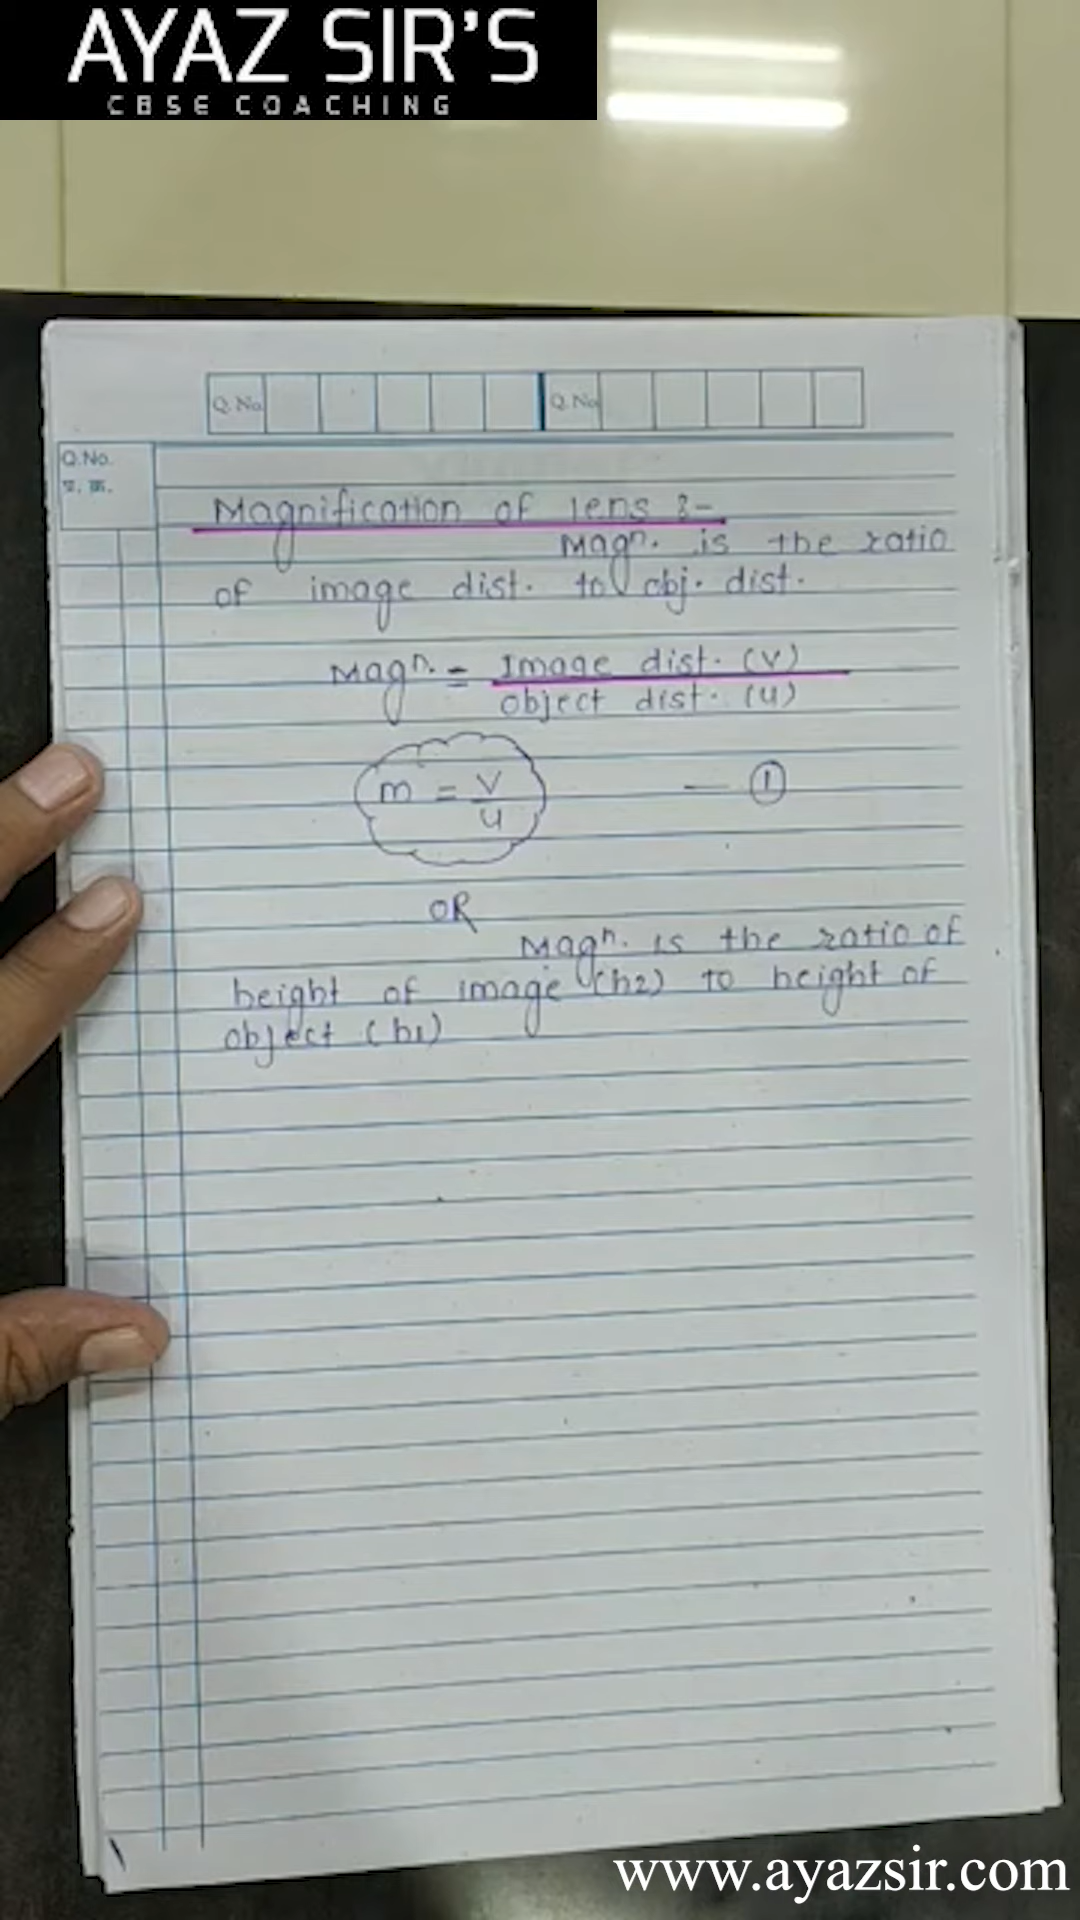 AYAZ SIR'S
CBSE COACHING
Q.No. Q.No.
Q.No.
प्र. क्र.
Magnification of lens :-
Magn. is the ratio
of image dist. to obj. dist.
Magn. = Image dist. (v)
object dist. (u)
m = v/u — ①
OR
Magn. is the ratio of
height of image (h2) to height of
object (h1)
www.ayazsir.com